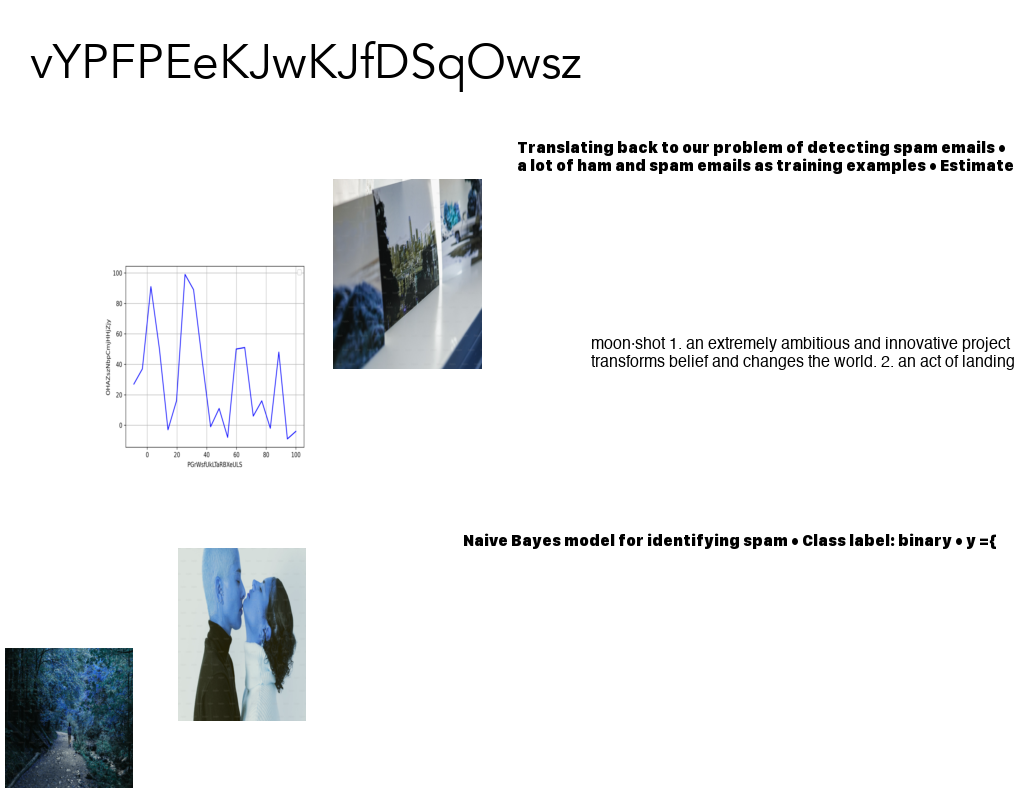 vYPFPEeKJwKJfDSqOwsz
Translating back to our problem of detecting spam emails •
a lot of ham and spam emails as training examples • Estimate
moon·shot 1. an extremely ambitious and innovative project
transforms belief and changes the world. 2. an act of landing
100
80
60
40
20
0
0 20 40 60 80 100
Naive Bayes model for identifying spam • Class label: binary • y ={